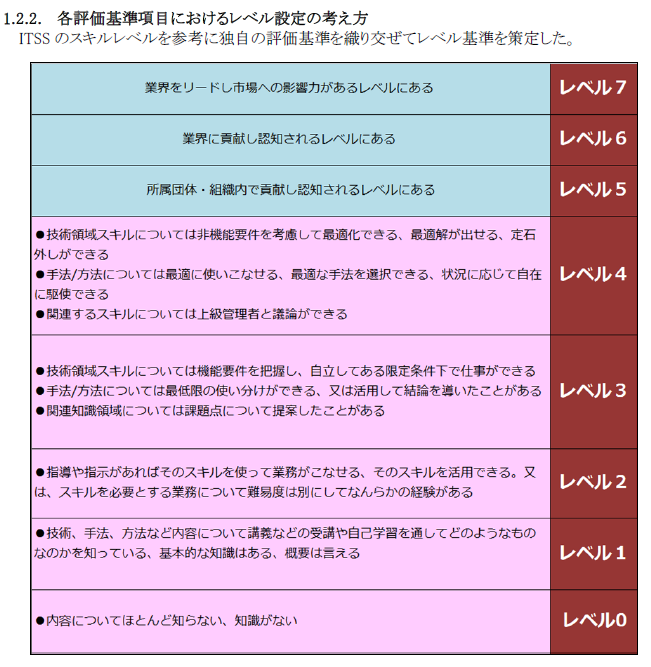 1.2.2. 各評価基準項目におけるレベル設定の考え方
ITSS のスキルレベルを参考に独自の評価基準を織り交ぜてレベル基準を策定した。
業界をリードし市場への影響力があるレベルにある
レベル７
業界に貢献し認知されるレベルにある
レベル６
所属団体・組織内で貢献し認知されるレベルにある
レベル５
●技術領域スキルについては非機能要件を考慮して最適化できる、最適解が出せる、定石
外しができる
●手法/方法については最適に使いこなせる、最適な手法を選択できる、状況に応じて自在
に駆使できる
●関連するスキルについては上級管理者と議論ができる
レベル４
●技術領域スキルについては機能要件を把握し、自立してある限定条件下で仕事ができる
●手法/方法については最低限の使い分けができる、又は活用して結論を導いたことがある
●関連知識領域については課題点について提案したことがある
レベル３
●指導や指示があればそのスキルを使って業務がこなせる、そのスキルを活用できる。又
は、スキルを必要とする業務について難易度は別にしてなんらかの経験がある
レベル２
●技術、手法、方法など内容について講義などの受講や自己学習を通してどのようなもの
なのかを知っている、基本的な知識はある、概要は言える
レベル１
●内容についてはほとんど知らない、知識がない
レベル0